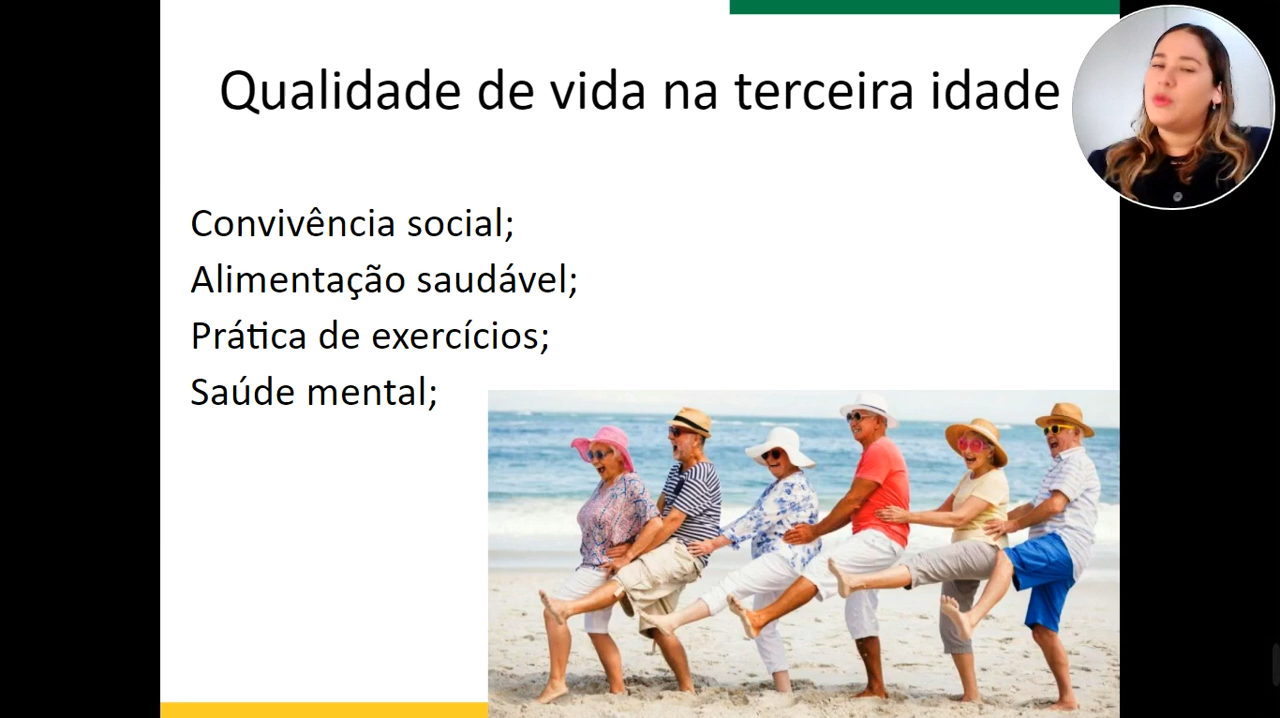 Qualidade de vida na terceira idade
Convivência social;
Alimentação saudável;
Prática de exercícios;
Saúde mental;